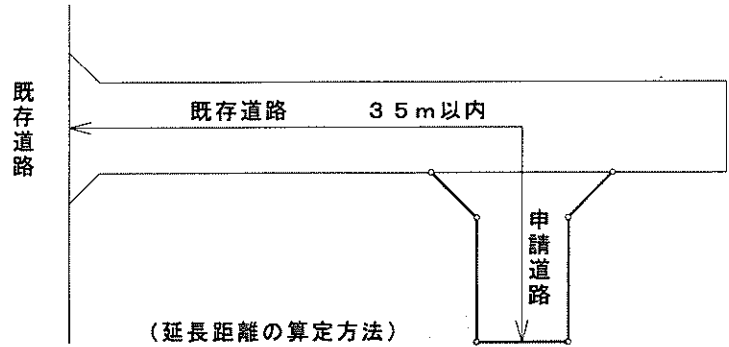 既存道路
既存道路　３５ｍ以内
申請道路
（延長距離の算定方法）